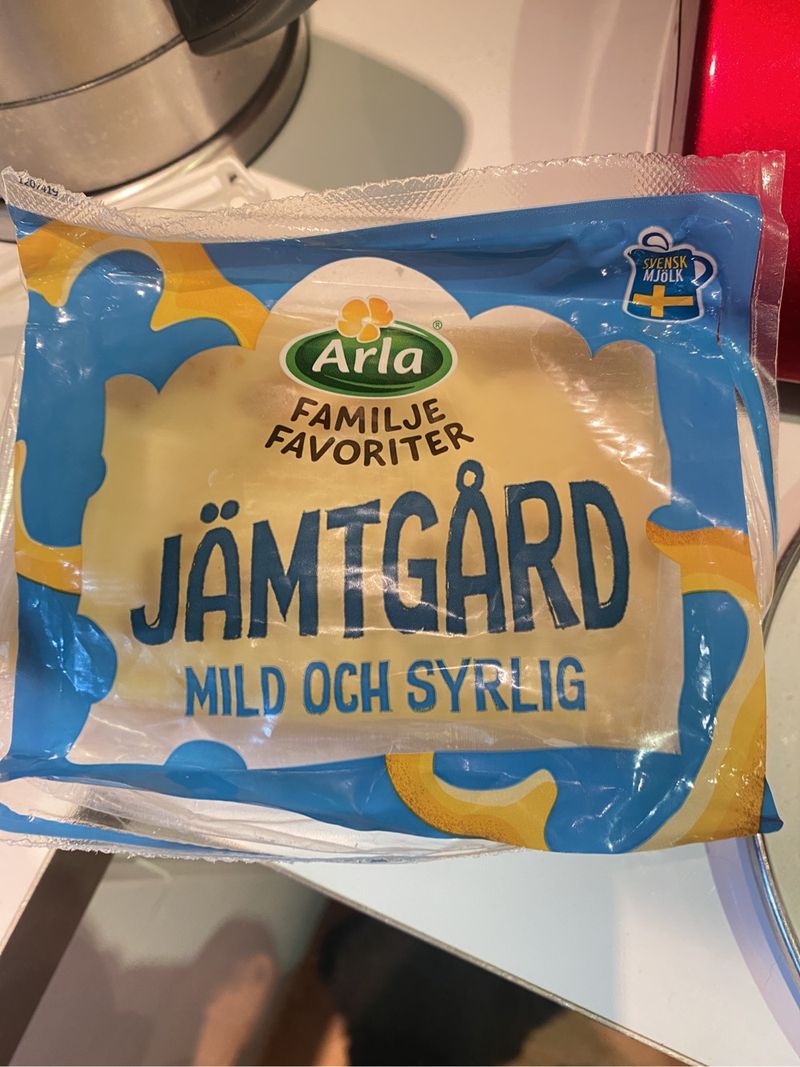 SVENSK
MJÖLK
Arla®
FAMILJE
FAVORITER
JÄMTGÅRD
MILD OCH SYRLIG